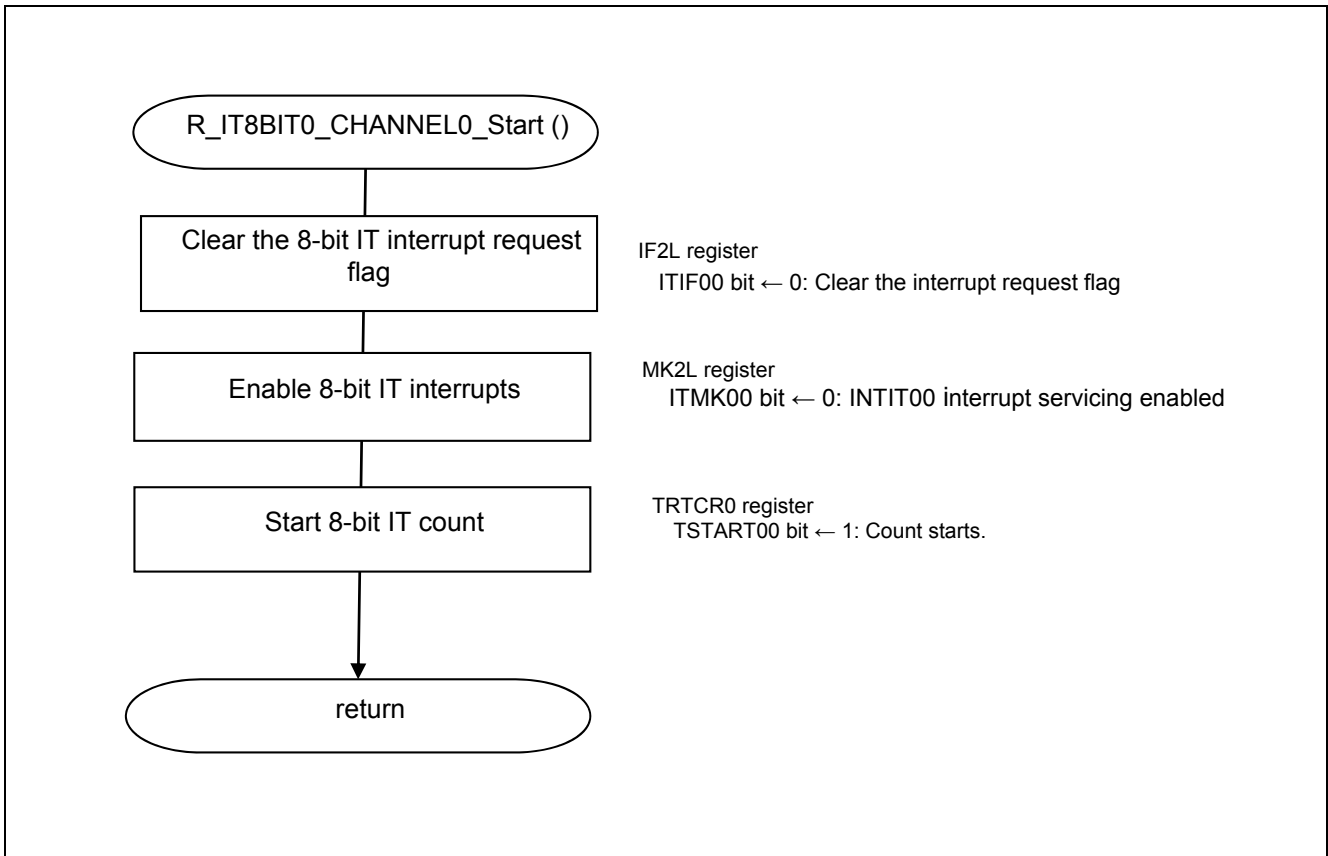 R_IT8BIT0_CHANNEL0_Start ()
Clear the 8-bit IT interrupt request
flag
IF2L register
ITIF00 bit ← 0: Clear the interrupt request flag
Enable 8-bit IT interrupts
MK2L register
ITMK00 bit ← 0: INTIT00 interrupt servicing enabled
Start 8-bit IT count
TRTCR0 register
TSTART00 bit ← 1: Count starts.
return